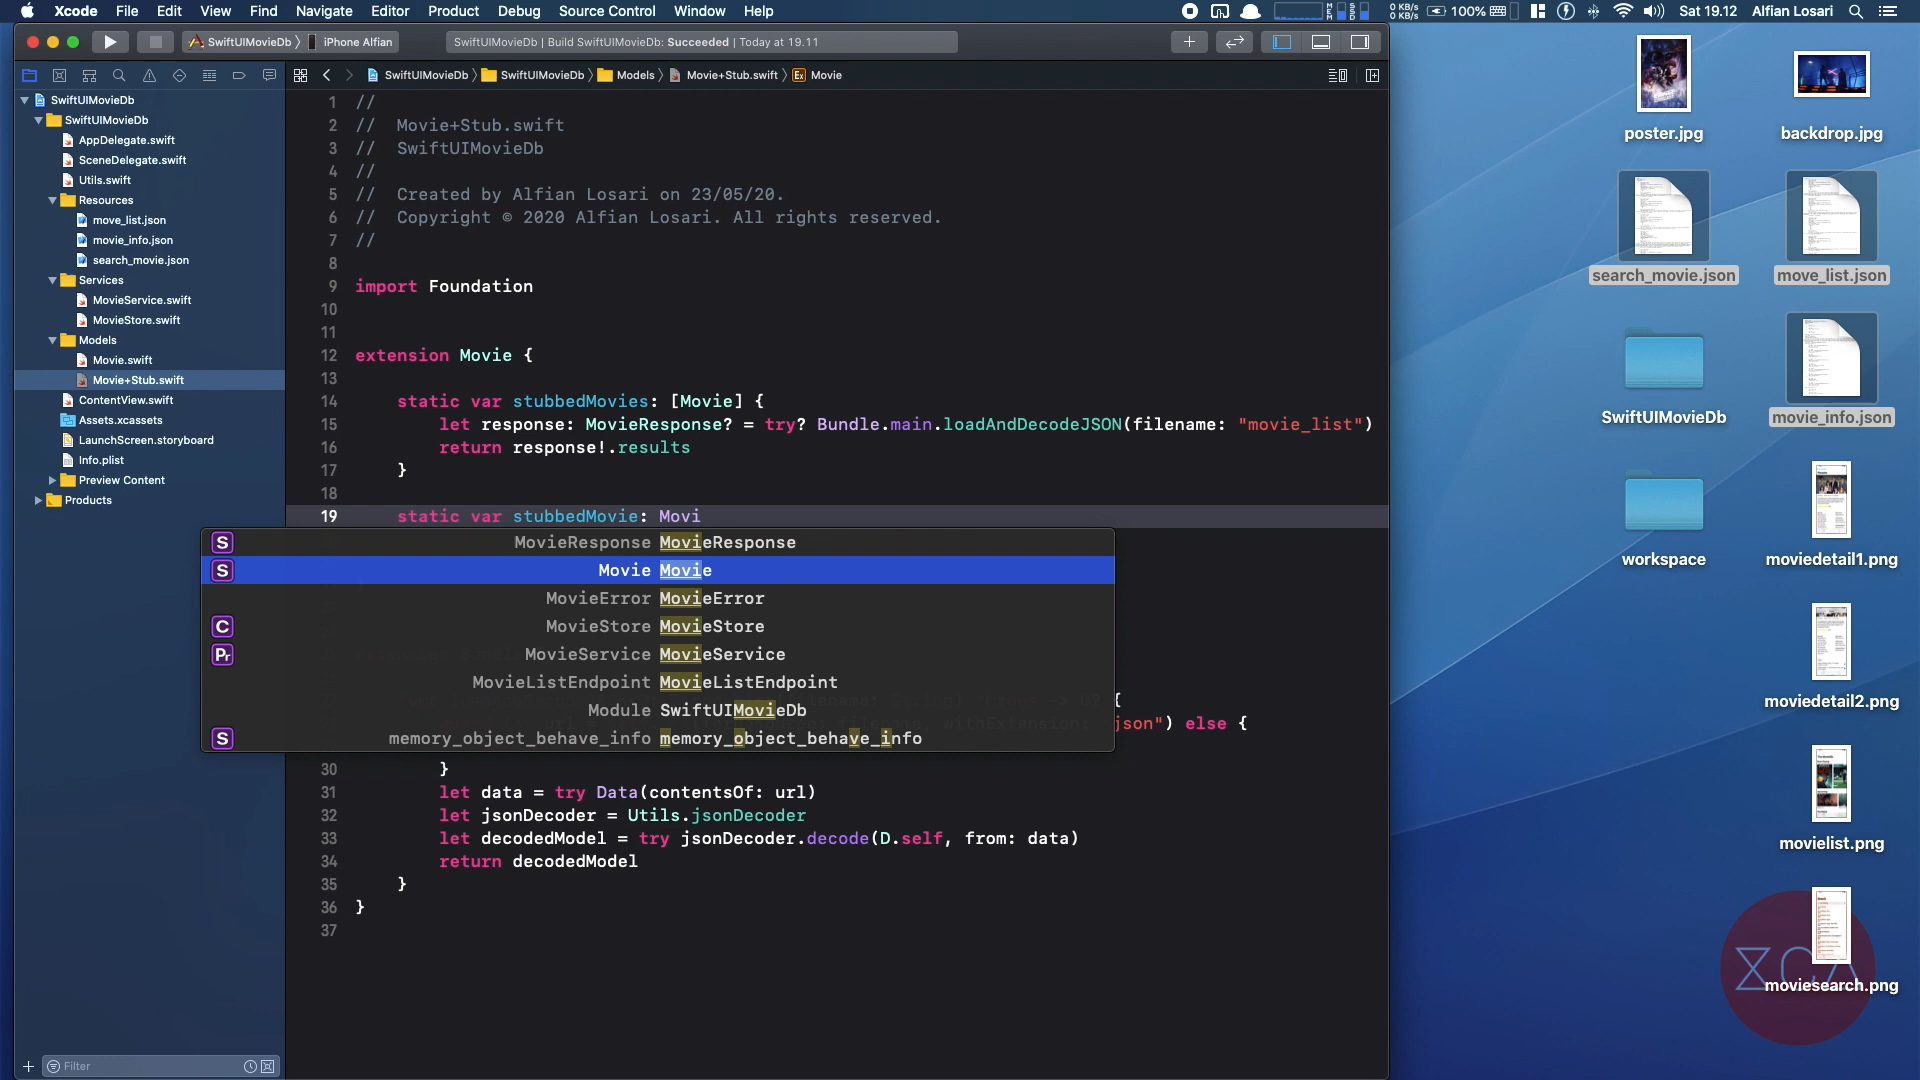 Xcode File Edit View Find Navigate Editor Product Debug Source Control Window Help
0 KB/s
0 KB/s
100%
Sat 19.12 Alfian Losari
SwiftUIMovieDb iPhone Alfian
SwiftUIMovieDb | Build SwiftUIMovieDb: Succeeded | Today at 19.11
SwiftUIMovieDb SwiftUIMovieDb Models Movie+Stub.swift Ex Movie
SwiftUIMovieDb
SwiftUIMovieDb
AppDelegate.swift
SceneDelegate.swift
Utils.swift
Resources
move_list.json
movie_info.json
search_movie.json
Services
MovieService.swift
MovieStore.swift
Models
Movie.swift
Movie+Stub.swift
ContentView.swift
Assets.xcassets
LaunchScreen.storyboard
Info.plist
Preview Content
Products
Filter
1 //
2 // Movie+Stub.swift
3 // SwiftUIMovieDb
4 //
5 // Created by Alfian Losari on 23/05/20.
6 // Copyright © 2020 Alfian Losari. All rights reserved.
7 //
8
9 import Foundation
10
11
12 extension Movie {
13
14 static var stubbedMovies: [Movie] {
15 let response: MovieResponse? = try? Bundle.main.loadAndDecodeJSON(filename: "movie_list")
16 return response!.results
17 }
18
19 static var stubbedMovie: Movi
S MovieResponse MovieResponse
S Movie Movie
MovieError MovieError
C MovieStore MovieStore
Pr MovieService MovieService
MovieListEndpoint MovieListEndpoint
Module SwiftUIMovieDb
S memory_object_behave_info memory_object_behave_info
{
json") else {
30 }
31 let data = try Data(contentsOf: url)
32 let jsonDecoder = Utils.jsonDecoder
33 let decodedModel = try jsonDecoder.decode(D.self, from: data)
34 return decodedModel
35 }
36 }
37
poster.jpg
backdrop.jpg
search_movie.json
move_list.json
SwiftUIMovieDb
movie_info.json
workspace
moviedetail1.png
moviedetail2.png
movielist.png
XCA
moviesearch.png